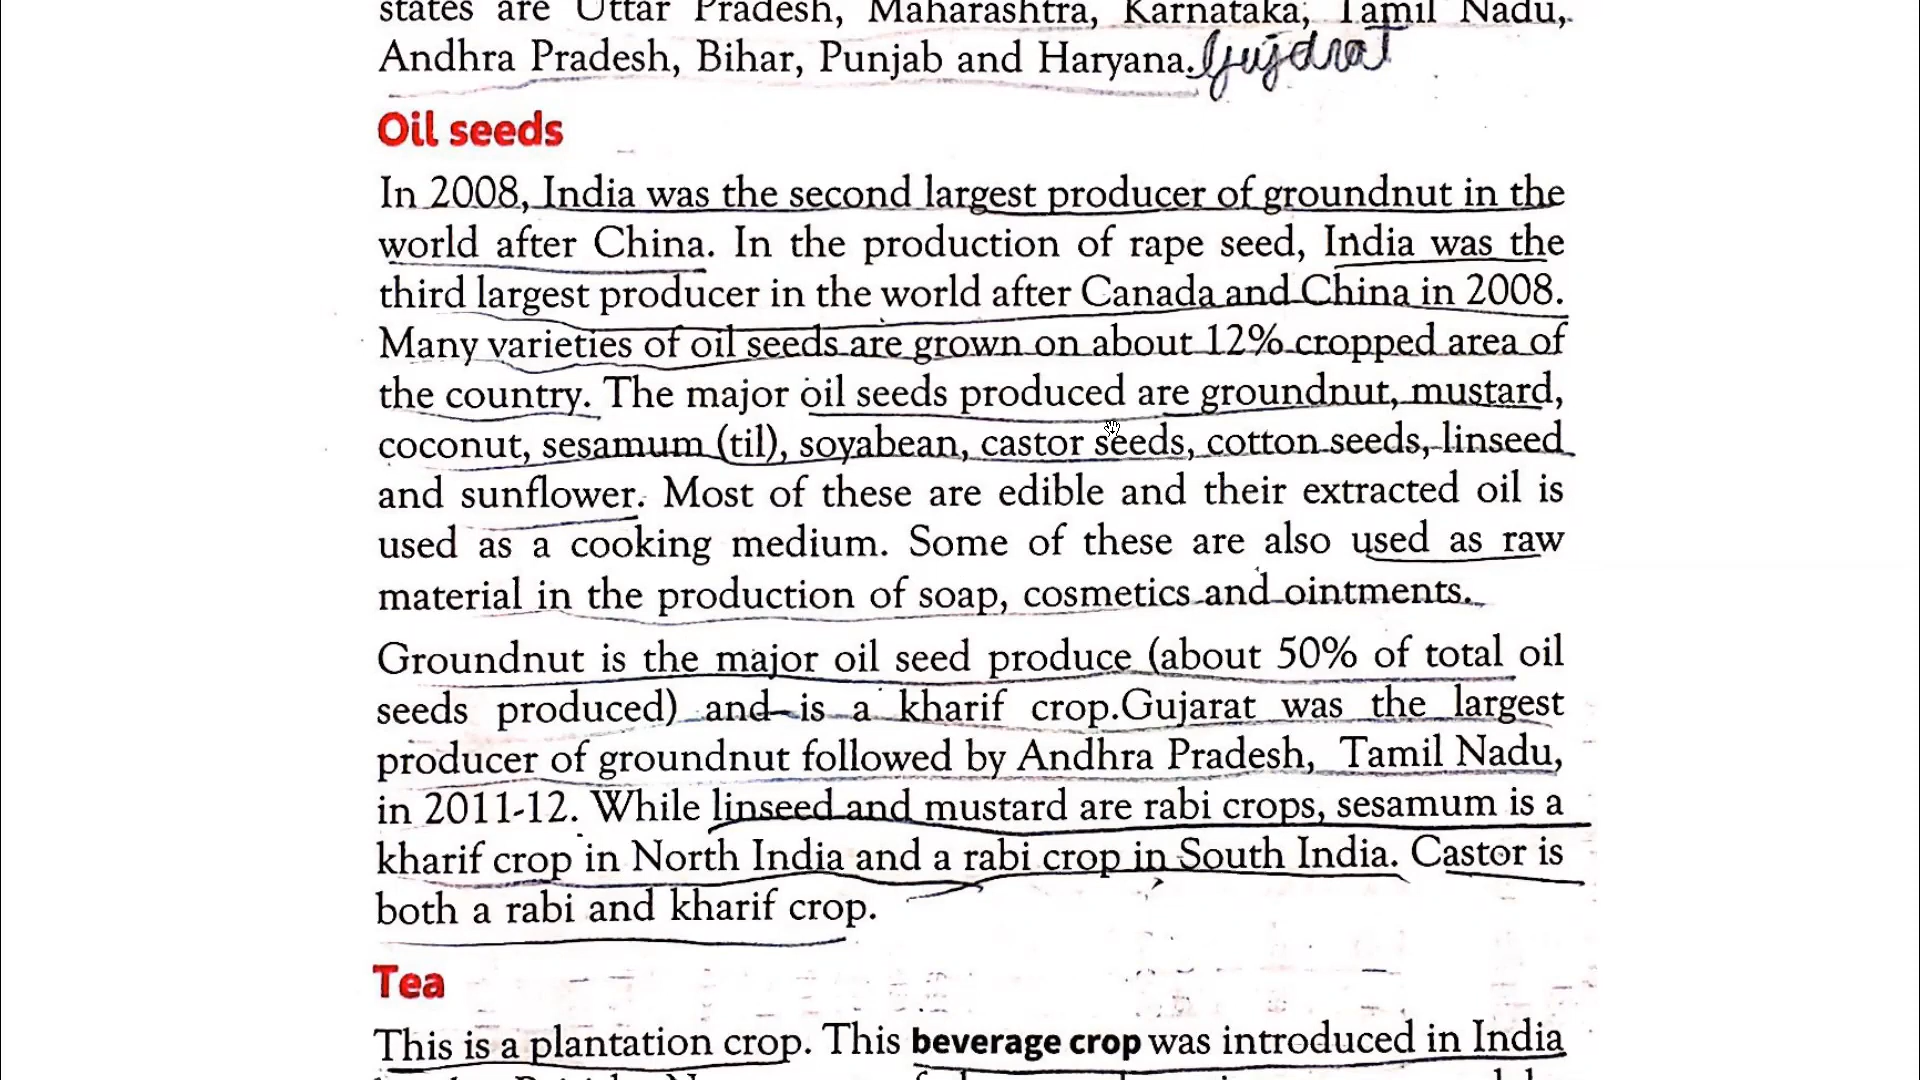 states are Uttar Pradesh, Maharashtra, Karnataka, Tamil Nadu,
Andhra Pradesh, Bihar, Punjab and Haryana. Gujarat
Oil seeds
In 2008, India was the second largest producer of groundnut in the
world after China. In the production of rape seed, India was the
third largest producer in the world after Canada and China in 2008.
Many varieties of oil seeds are grown on about 12% cropped area of
the country. The major oil seeds produced are groundnut, mustard,
coconut, sesamum (til), soyabean, castor seeds, cotton seeds, linseed
and sunflower. Most of these are edible and their extracted oil is
used as a cooking medium. Some of these are also used as raw
material in the production of soap, cosmetics and ointments.
Groundnut is the major oil seed produce (about 50% of total oil
seeds produced) and is a kharif crop.Gujarat was the largest
producer of groundnut followed by Andhra Pradesh, Tamil Nadu,
in 2011-12. While linseed and mustard are rabi crops, sesamum is a
kharif crop in North India and a rabi crop in South India. Castor is
both a rabi and kharif crop.
Tea
This is a plantation crop. This beverage crop was introduced in India